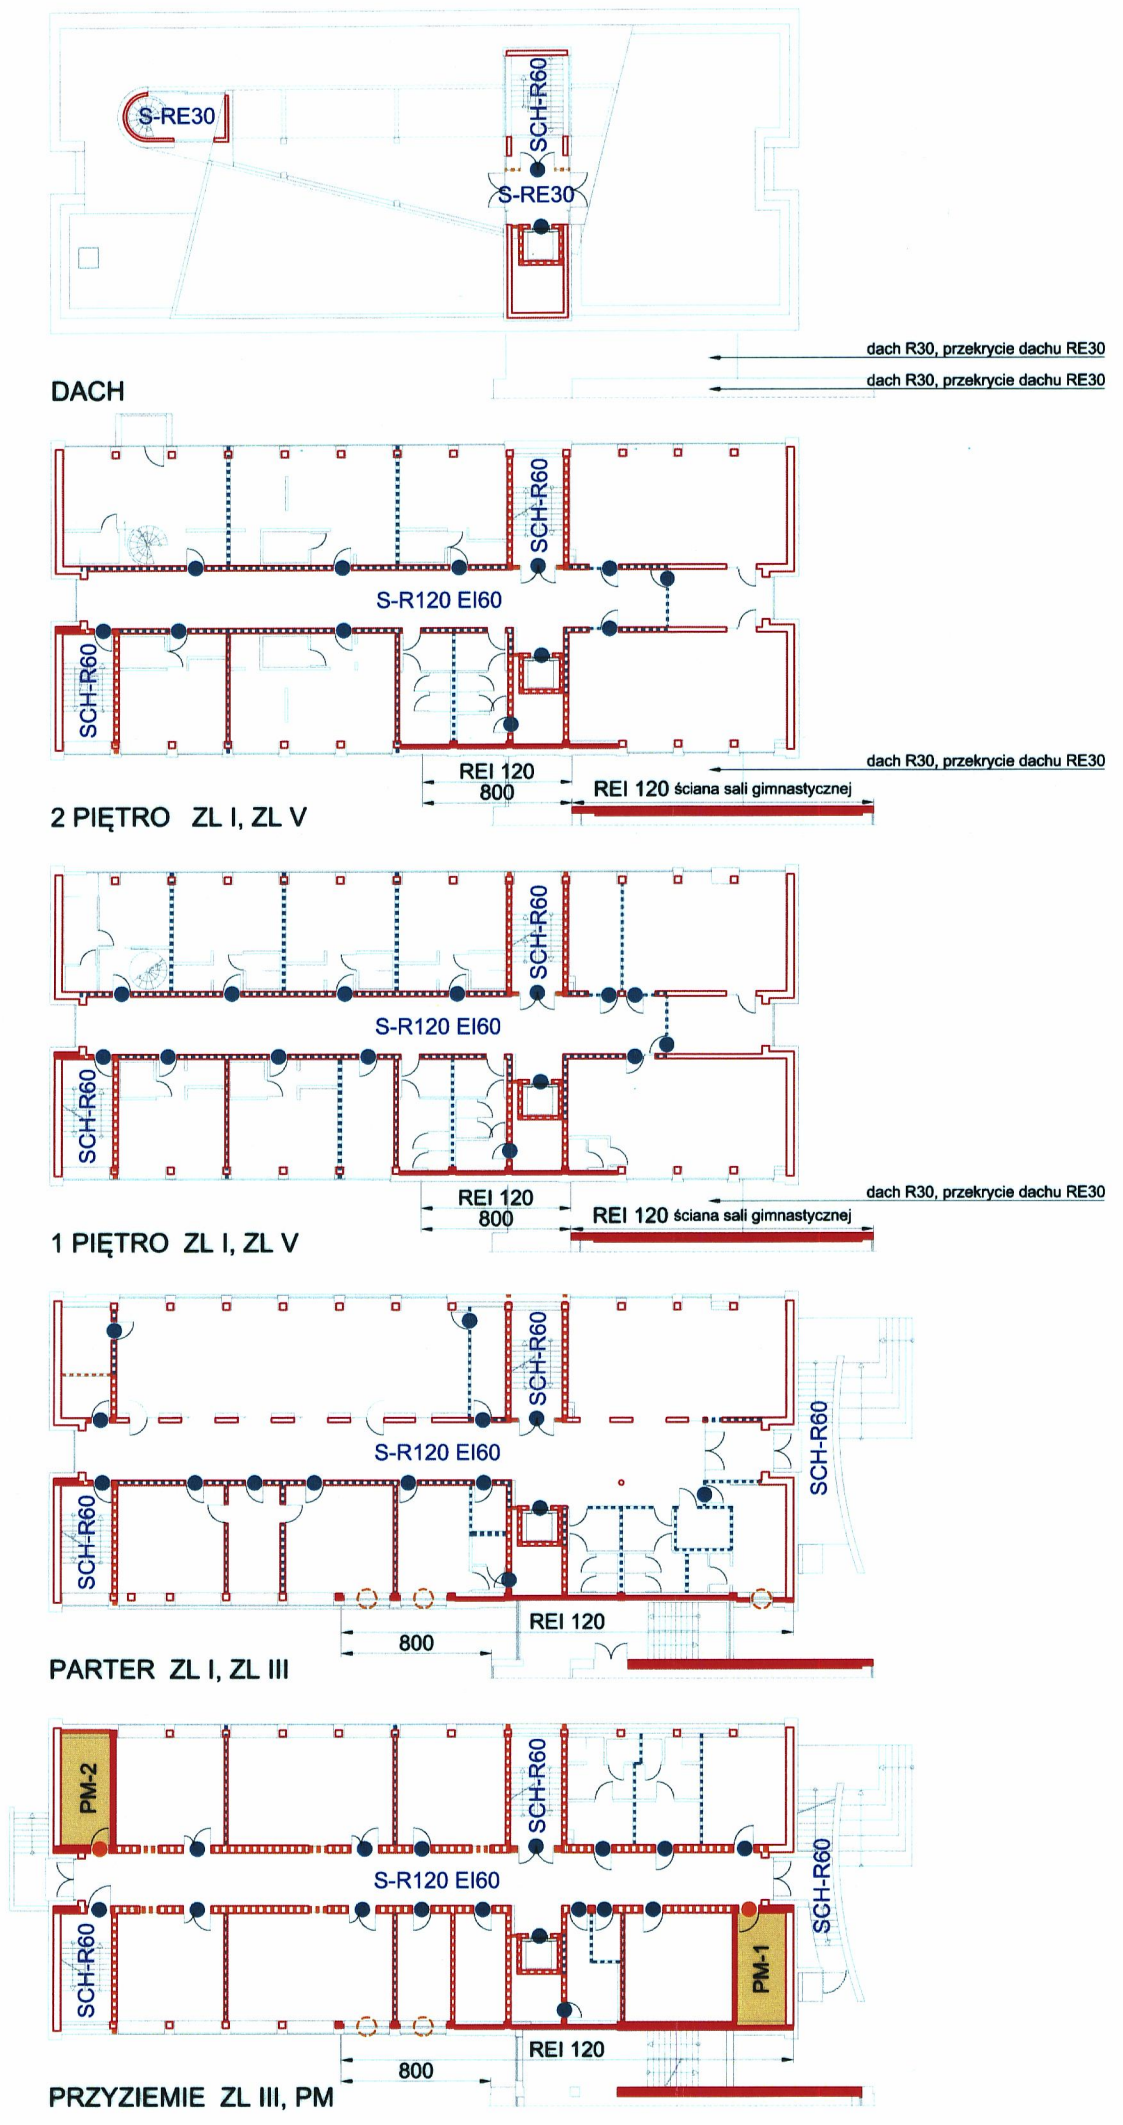 S-RE30
SCH-R60
S-RE30
dach R30, przekrycie dachu RE30
dach R30, przekrycie dachu RE30
DACH
SCH-R60
S-R120 EI60
SCH-R60
dach R30, przekrycie dachu RE30
REI 120
800
REI 120 ściana sali gimnastycznej
2 PIĘTRO ZL I, ZL V
SCH-R60
S-R120 EI60
SCH-R60
dach R30, przekrycie dachu RE30
REI 120
800
REI 120 ściana sali gimnastycznej
1 PIĘTRO ZL I, ZL V
SCH-R60
SCH-R60
S-R120 EI60
SCH-R60
REI 120
800
PARTER ZL I, ZL III
PM-2
SCH-R60
S-R120 EI60
SCH-R60
SCH-R60
PM-1
REI 120
800
PRZYZIEMIE ZL III, PM